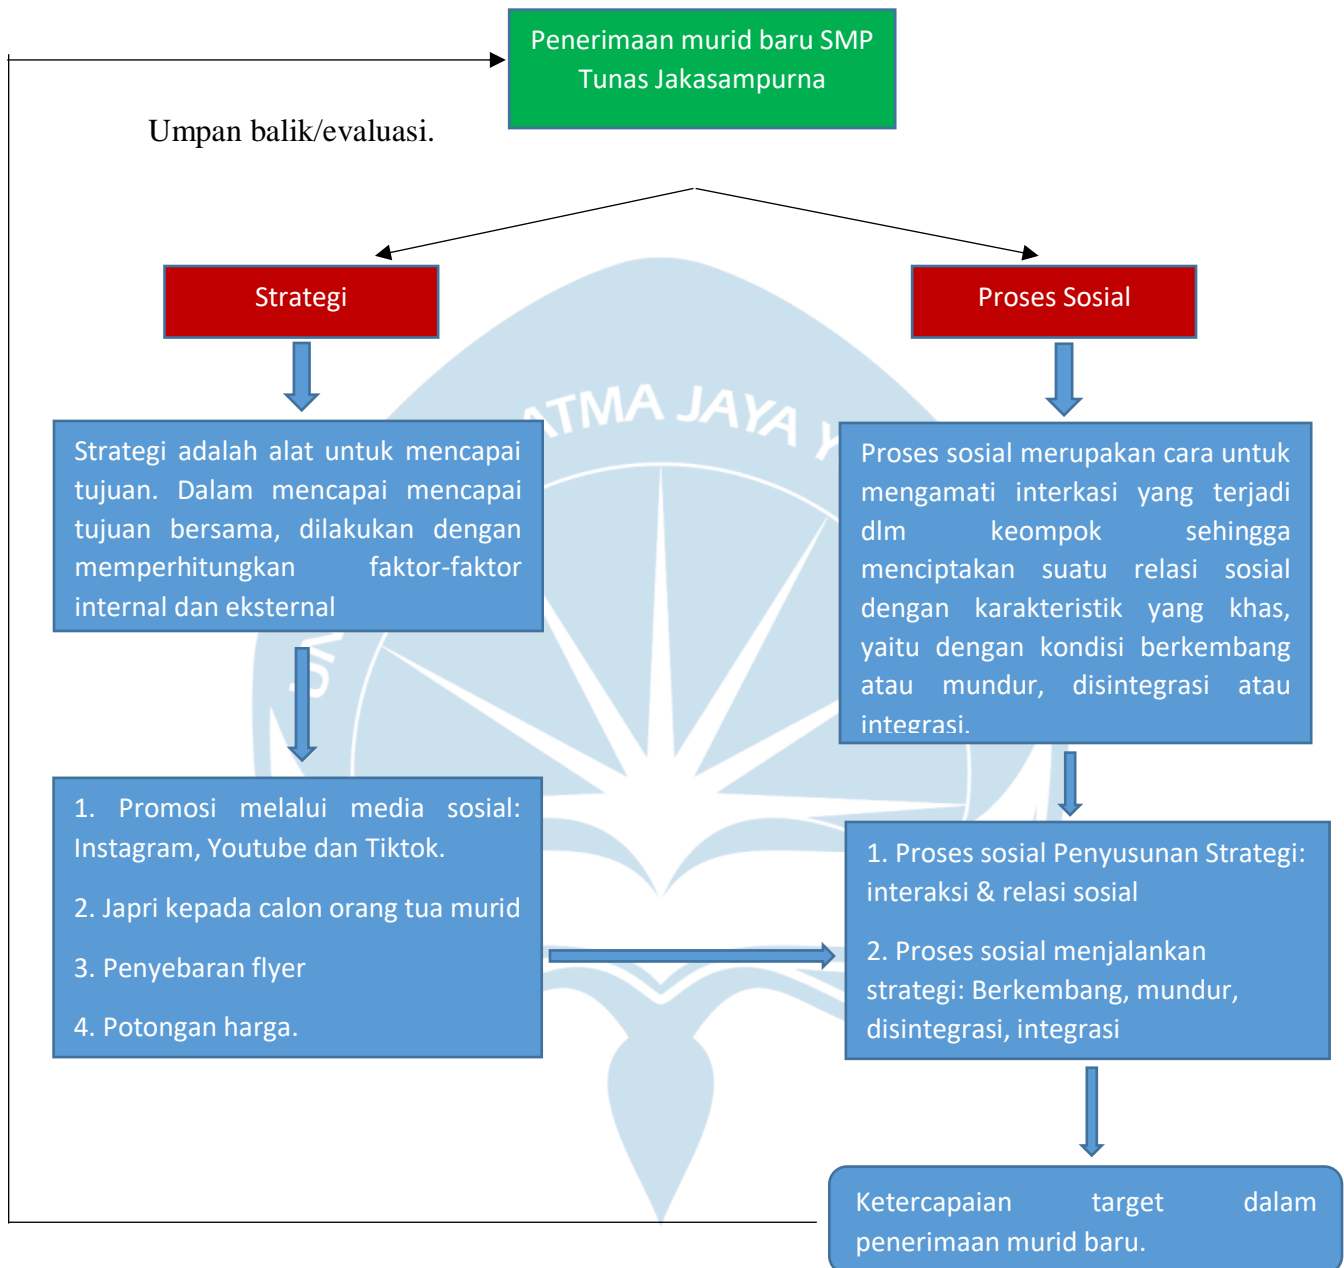 Penerimaan murid baru SMP
Tunas Jakasampurna
Umpan balik/evaluasi.
Strategi
Proses Sosial
Strategi adalah alat untuk mencapai
tujuan. Dalam mencapai mencapai
tujuan bersama, dilakukan dengan
memperhitungkan faktor-faktor
internal dan eksternal
Proses sosial merupakan cara untuk
mengamati interkasi yang terjadi
dlm keompok sehingga
menciptakan suatu relasi sosial
dengan karakteristik yang khas,
yaitu dengan kondisi berkembang
atau mundur, disintegrasi atau
integrasi.
1. Promosi melalui media sosial:
Instagram, Youtube dan Tiktok.
2. Japri kepada calon orang tua murid
3. Penyebaran flyer
4. Potongan harga.
1. Proses sosial Penyusunan Strategi:
interaksi & relasi sosial
2. Proses sosial menjalankan
strategi: Berkembang, mundur,
disintegrasi, integrasi
Ketercapaian target dalam
penerimaan murid baru.
ATMA JAYA Y